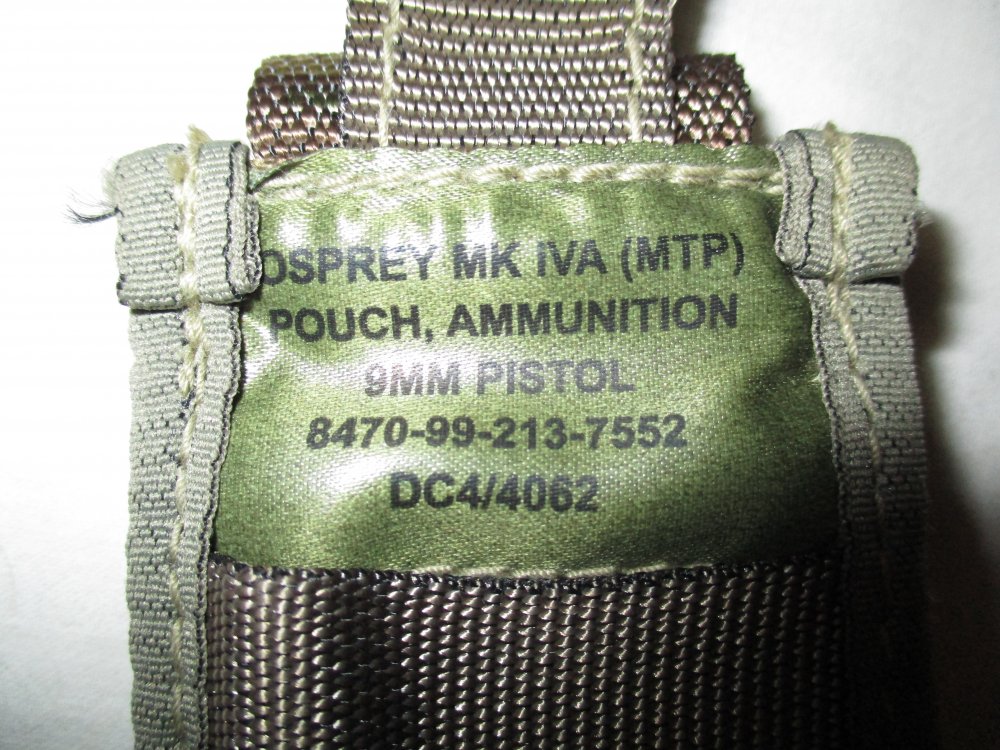 OSPREY MK IVA (MTP)
POUCH, AMMUNITION
9MM PISTOL
8470-99-213-7552
DC4/4062